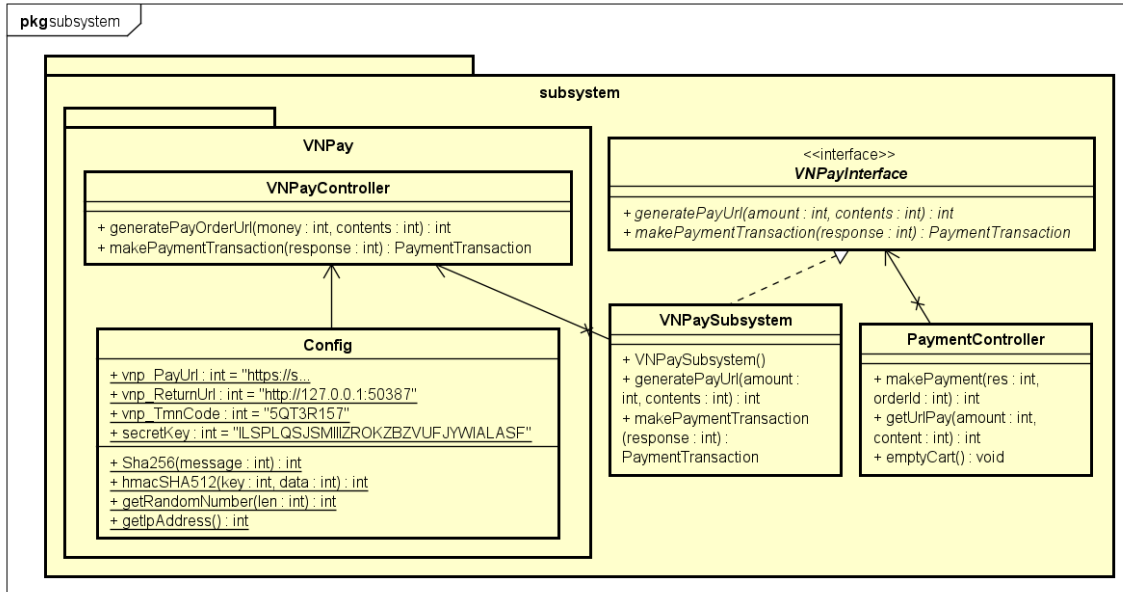 pkg subsystem
subsystem
VNPay
VNPayController
+ generatePayOrderUrl(money : int, contents : int) : int
+ makePaymentTransaction(response : int) : PaymentTransaction
Config
+ vnp_PayUrl : int = "https://s...
+ vnp_ReturnUrl : int = "http://127.0.0.1:50387"
+ vnp_TmnCode : int = "5QT3R157"
+ secretKey : int = "ILSPLQSJSMIIIZROKZBZVUFJYWIALASF"
+ Sha256(message : int) : int
+ hmacSHA512(key : int, data : int) : int
+ getRandomNumber(len : int) : int
+ getIpAddress() : int
<<interface>>
VNPayInterface
+ generatePayUrl(amount : int, contents : int) : int
+ makePaymentTransaction(response : int) : PaymentTransaction
VNPaySubsystem
+ VNPaySubsystem()
+ generatePayUrl(amount :
int, contents : int) : int
+ makePaymentTransaction
(response : int) :
PaymentTransaction
PaymentController
+ makePayment(res : int,
orderId : int) : int
+ getUrlPay(amount : int,
content : int) : int
+ emptyCart() : void